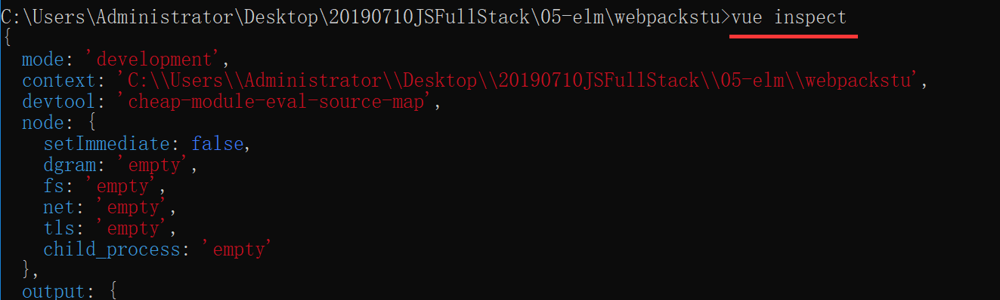 C:\Users\Administrator\Desktop\20190710JSFullStack\05-elm\webpackstu>vue inspect
{
  mode: 'development',
  context: 'C:\\Users\\Administrator\\Desktop\\20190710JSFullStack\\05-elm\\webpackstu',
  devtool: 'cheap-module-eval-source-map',
  node: {
    setImmediate: false,
    dgram: 'empty',
    fs: 'empty',
    net: 'empty',
    tls: 'empty',
    child_process: 'empty'
  },
  output: {